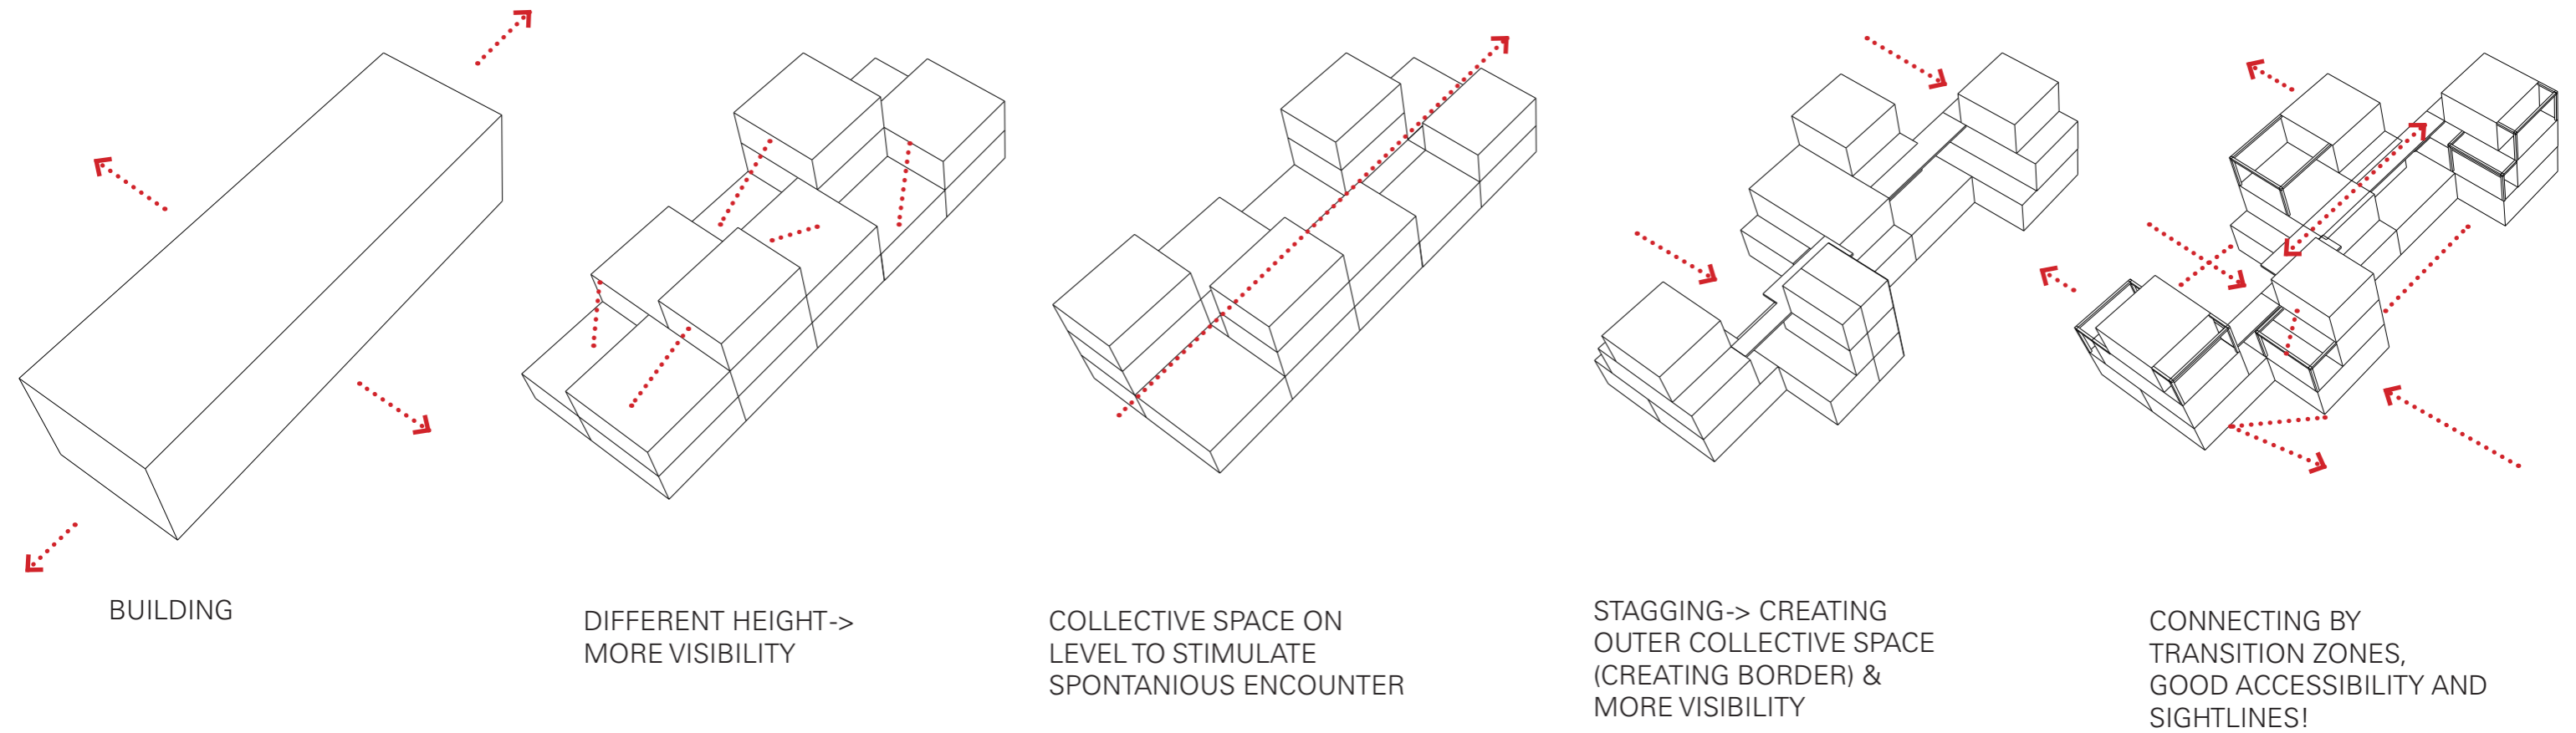 BUILDING
DIFFERENT HEIGHT->
MORE VISIBILITY
COLLECTIVE SPACE ON
LEVEL TO STIMULATE
SPONTANIOUS ENCOUNTER
STAGGING-> CREATING
OUTER COLLECTIVE SPACE
(CREATING BORDER) &
MORE VISIBILITY
CONNECTING BY
TRANSITION ZONES,
GOOD ACCESSIBILITY AND
SIGHTLINES!